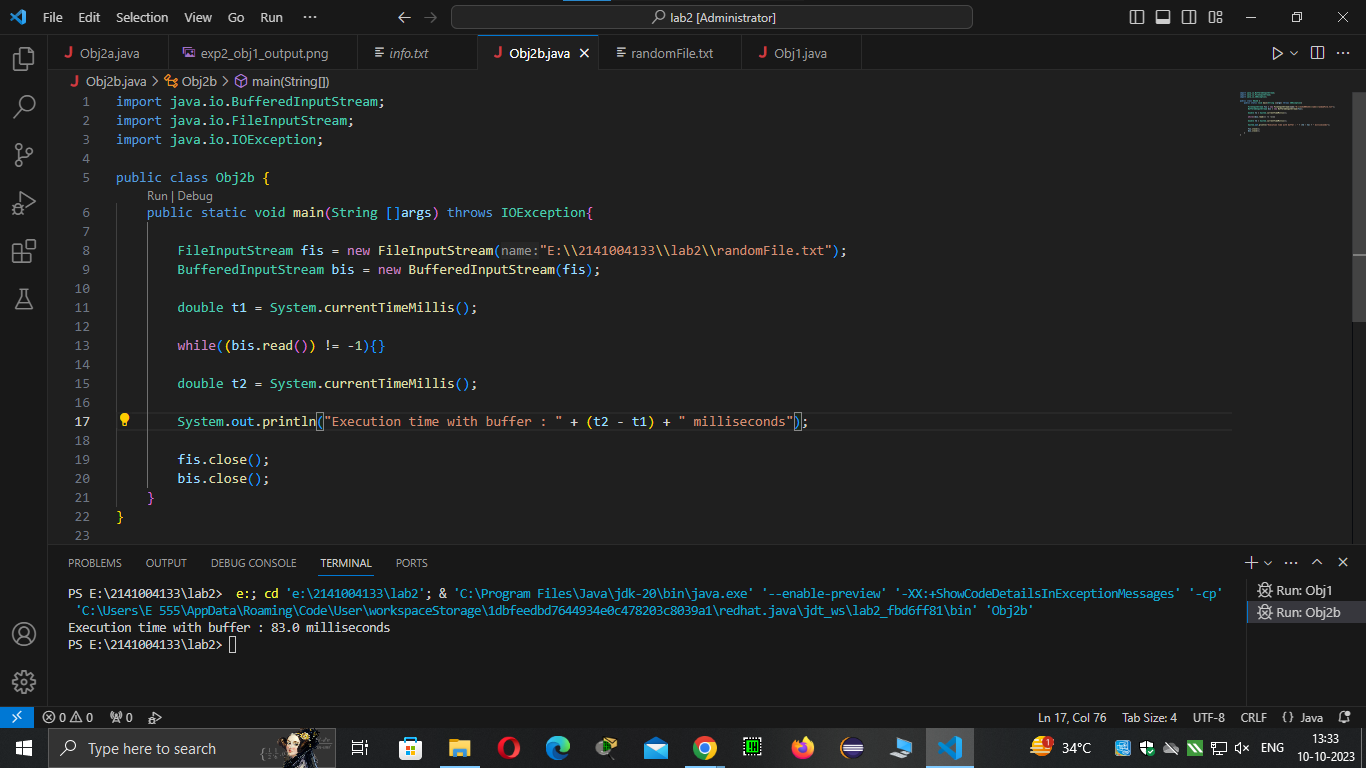 File Edit Selection View Go Run ··· lab2 [Administrator]
Obj2a.java exp2_obj1_output.png info.txt Obj2b.java randomFile.txt Obj1.java
Obj2b.java > Obj2b > main(String[])
1 import java.io.BufferedInputStream;
2 import java.io.FileInputStream;
3 import java.io.IOException;
4
5 public class Obj2b {
Run | Debug
6 public static void main(String []args) throws IOException{
7
8 FileInputStream fis = new FileInputStream(name:"E:\\2141004133\\lab2\\randomFile.txt");
9 BufferedInputStream bis = new BufferedInputStream(fis);
10
11 double t1 = System.currentTimeMillis();
12
13 while((bis.read()) != -1){}
14
15 double t2 = System.currentTimeMillis();
16
17 System.out.println("Execution time with buffer : " + (t2 - t1) + " milliseconds");
18
19 fis.close();
20 bis.close();
21 }
22 }
23
PROBLEMS OUTPUT DEBUG CONSOLE TERMINAL PORTS
PS E:\2141004133\lab2> e:; cd 'e:\2141004133\lab2'; & 'C:\Program Files\Java\jdk-20\bin\java.exe' '--enable-preview' '-XX:+ShowCodeDetailsInExceptionMessages' '-cp'
'C:\Users\E 555\AppData\Roaming\Code\User\workspaceStorage\1dbfeedbd7644934e0c478203c8039a1\redhat.java\jdt_ws\lab2_fbd6ff81\bin' 'Obj2b'
Execution time with buffer : 83.0 milliseconds
PS E:\2141004133\lab2>
Run: Obj1
Run: Obj2b
0 0 0 Ln 17, Col 76 Tab Size: 4 UTF-8 CRLF {} Java
Type here to search 34°C ENG 13:33
10-10-2023